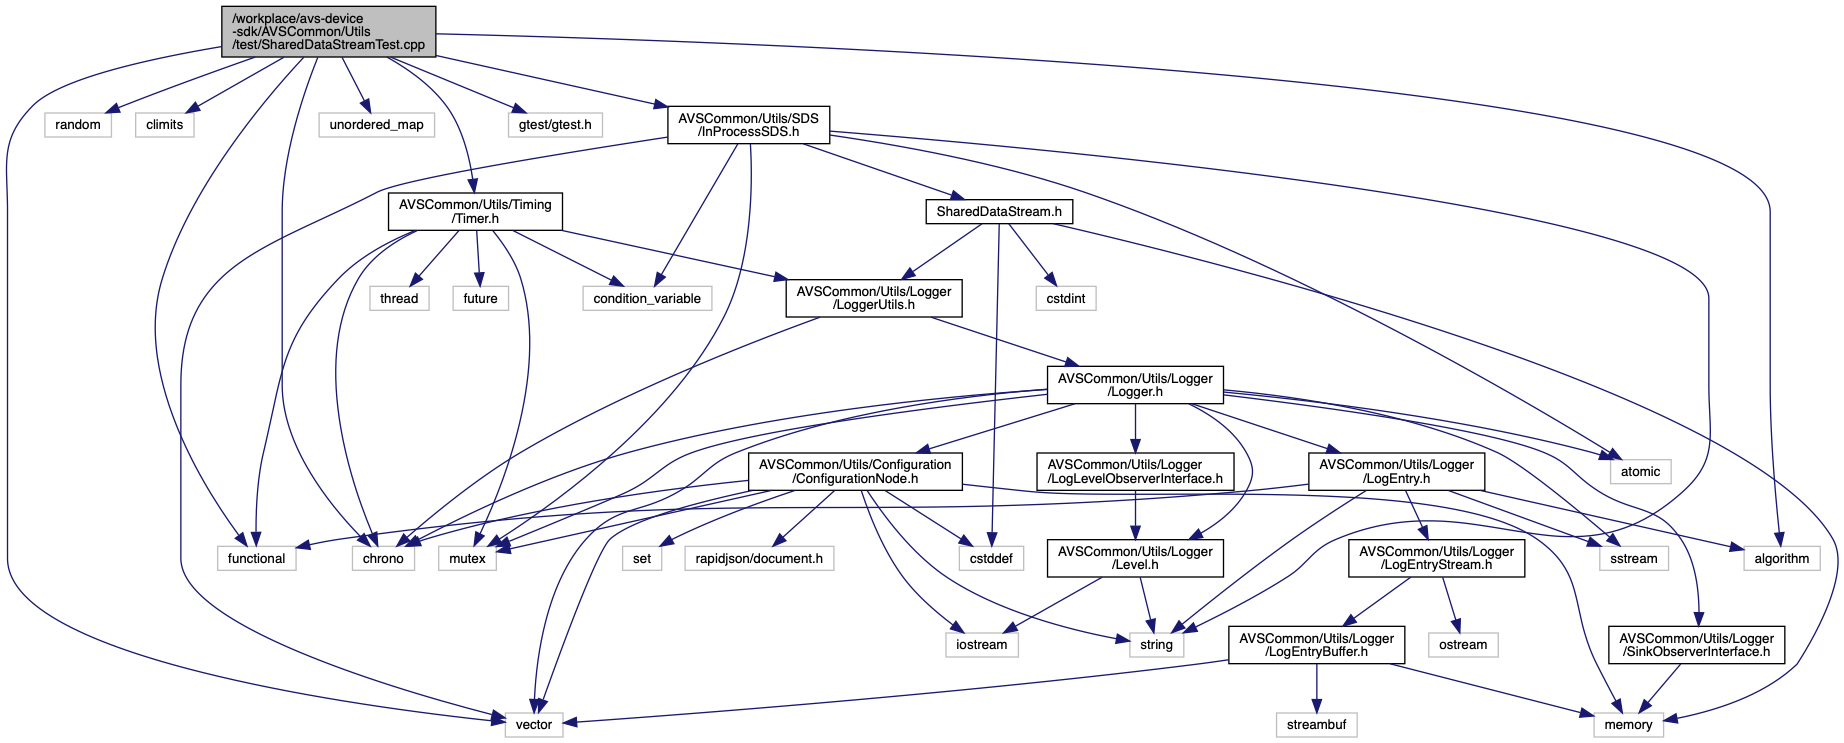 /workplace/avs-device
-sdk/AVSCommon/Utils
/test/SharedDataStreamTest.cpp
random
climits
unordered_map
gtest/gtest.h
AVSCommon/Utils/SDS
/InProcessSDS.h
AVSCommon/Utils/Timing
/Timer.h
SharedDataStream.h
thread
future
condition_variable
AVSCommon/Utils/Logger
/LoggerUtils.h
cstdint
AVSCommon/Utils/Logger
/Logger.h
AVSCommon/Utils/Configuration
/ConfigurationNode.h
AVSCommon/Utils/Logger
/LogLevelObserverInterface.h
AVSCommon/Utils/Logger
/LogEntry.h
atomic
functional
chrono
mutex
set
rapidjson/document.h
cstddef
AVSCommon/Utils/Logger
/Level.h
AVSCommon/Utils/Logger
/LogEntryStream.h
sstream
algorithm
iostream
string
AVSCommon/Utils/Logger
/LogEntryBuffer.h
ostream
AVSCommon/Utils/Logger
/SinkObserverInterface.h
vector
streambuf
memory